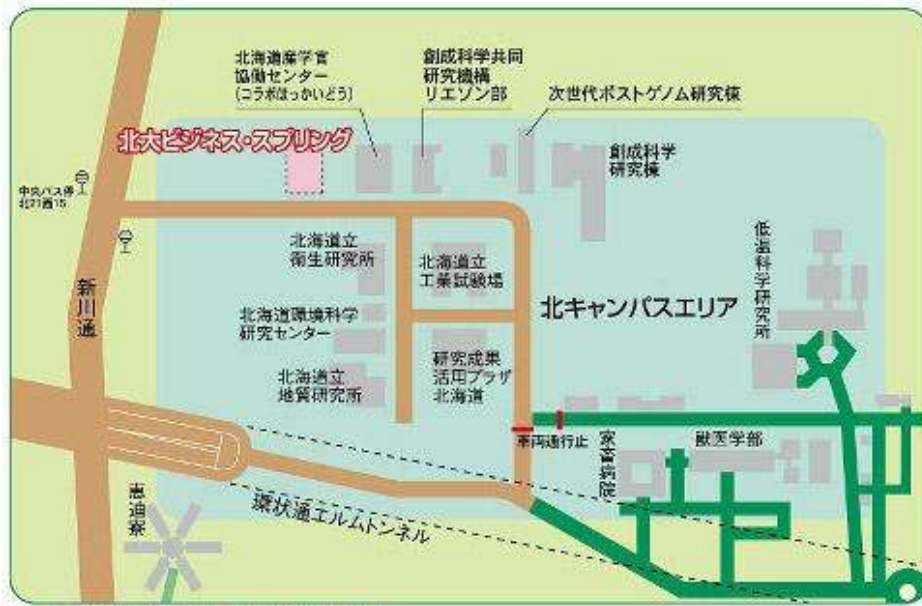 北海道産学官
協働センター
(コラボほっかいどう)
創成科学共同
研究機構
リエゾン部
次世代ポストゲノム研究棟
北大ビジネス・スプリング
創成科学
研究棟
中央バス停
北21西15
北海道立
衛生研究所
北海道立
工業試験場
低温科学研究所
新川通
北海道環境科学
研究センター
北キャンパスエリア
北海道立
地質研究所
研究成果
活用プラザ
北海道
車両通行止
家畜病院
獣医学部
恵迪寮
環状通エルムトンネル